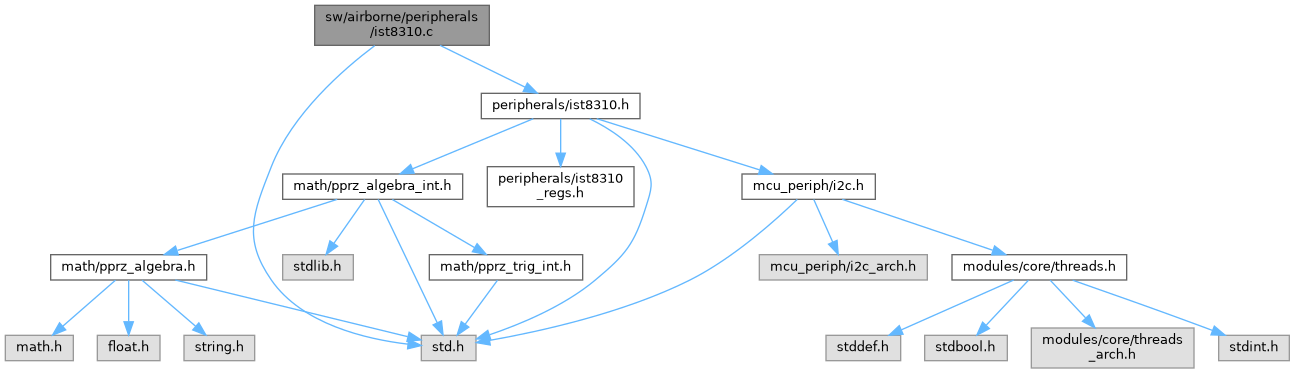 sw/airborne/peripherals
/ist8310.c
peripherals/ist8310.h
math/pprz_algebra_int.h
peripherals/ist8310
_regs.h
mcu_periph/i2c.h
math/pprz_algebra.h
stdlib.h
math/pprz_trig_int.h
mcu_periph/i2c_arch.h
modules/core/threads.h
math.h
float.h
string.h
std.h
stddef.h
stdbool.h
modules/core/threads
_arch.h
stdint.h